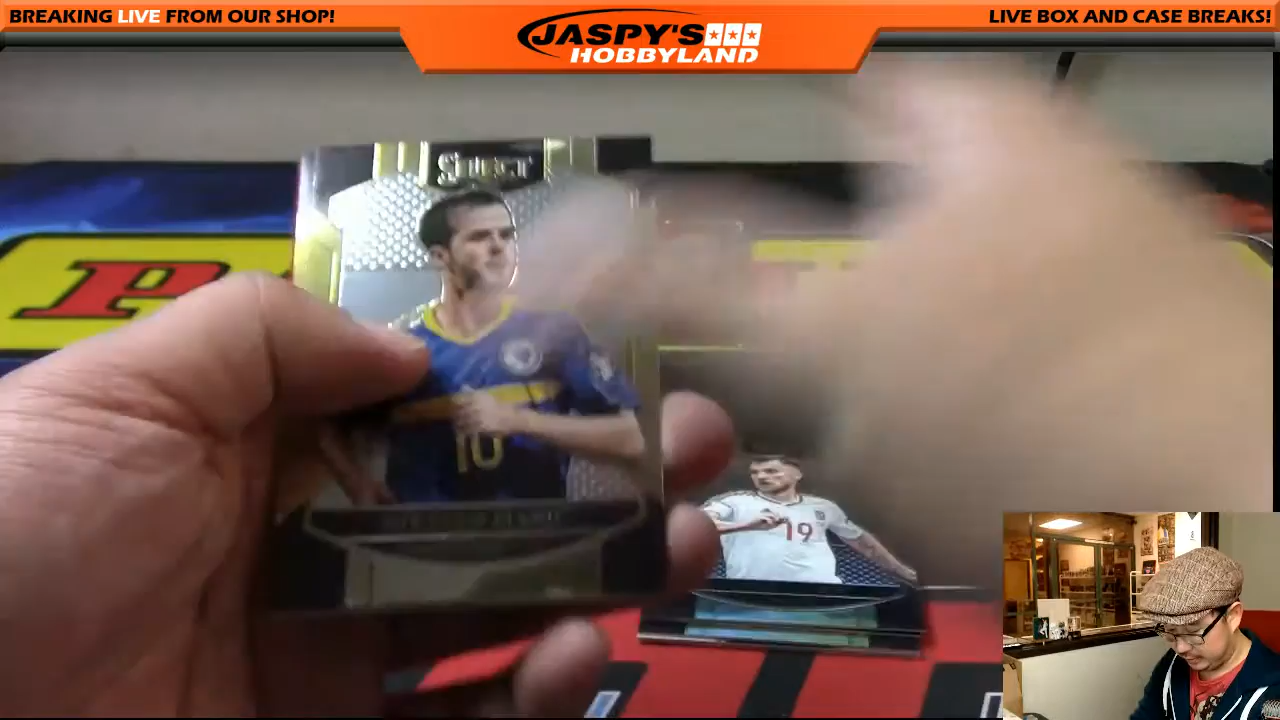 BREAKING LIVE FROM OUR SHOP!
JASPY'S
HOBBYLAND
LIVE BOX AND CASE BREAKS!
Select
P
10
19